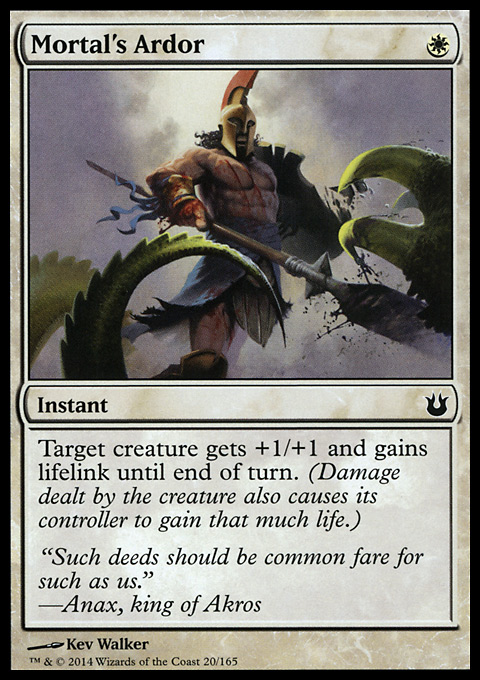 Mortal's Ardor
Instant
Target creature gets +1/+1 and gains
lifelink until end of turn. (Damage
dealt by the creature also causes its
controller to gain that much life.)
“Such deeds should be common fare for
such as us.”
—Anax, king of Akros
Kev Walker
™ & © 2014 Wizards of the Coast 20/165